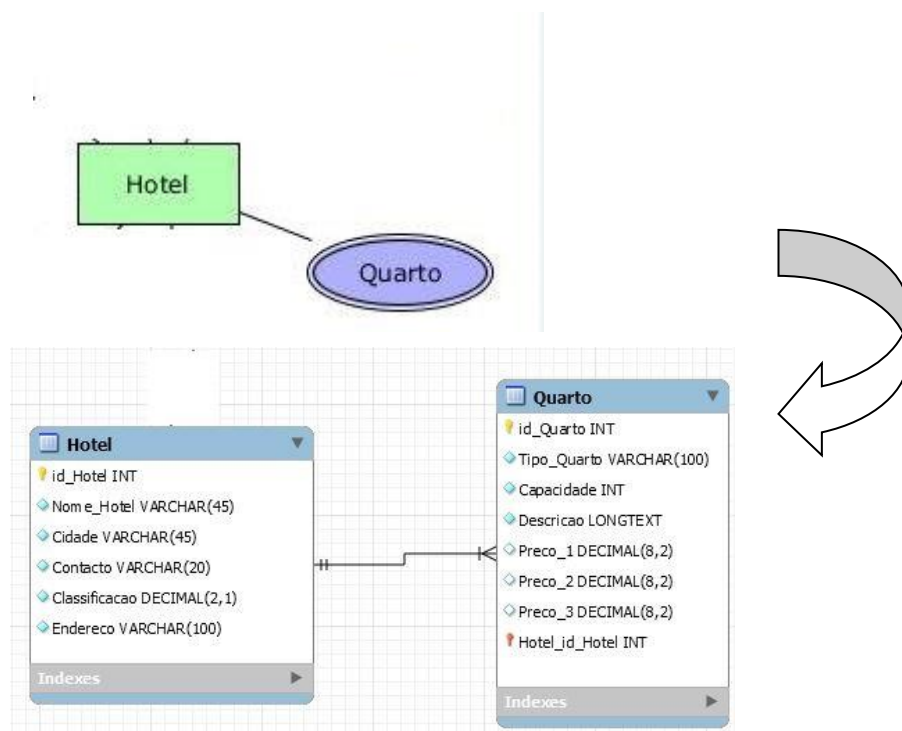 Hotel
Quarto
Hotel
id_Hotel INT
Nome_Hotel VARCHAR(45)
Cidade VARCHAR(45)
Contacto VARCHAR(20)
Classificacao DECIMAL(2,1)
Endereco VARCHAR(100)
Indexes
Quarto
id_Quarto INT
Tipo_Quarto VARCHAR(100)
Capacidade INT
Descricao LONGTEXT
Preco_1 DECIMAL(8,2)
Preco_2 DECIMAL(8,2)
Preco_3 DECIMAL(8,2)
Hotel_id_Hotel INT
Indexes